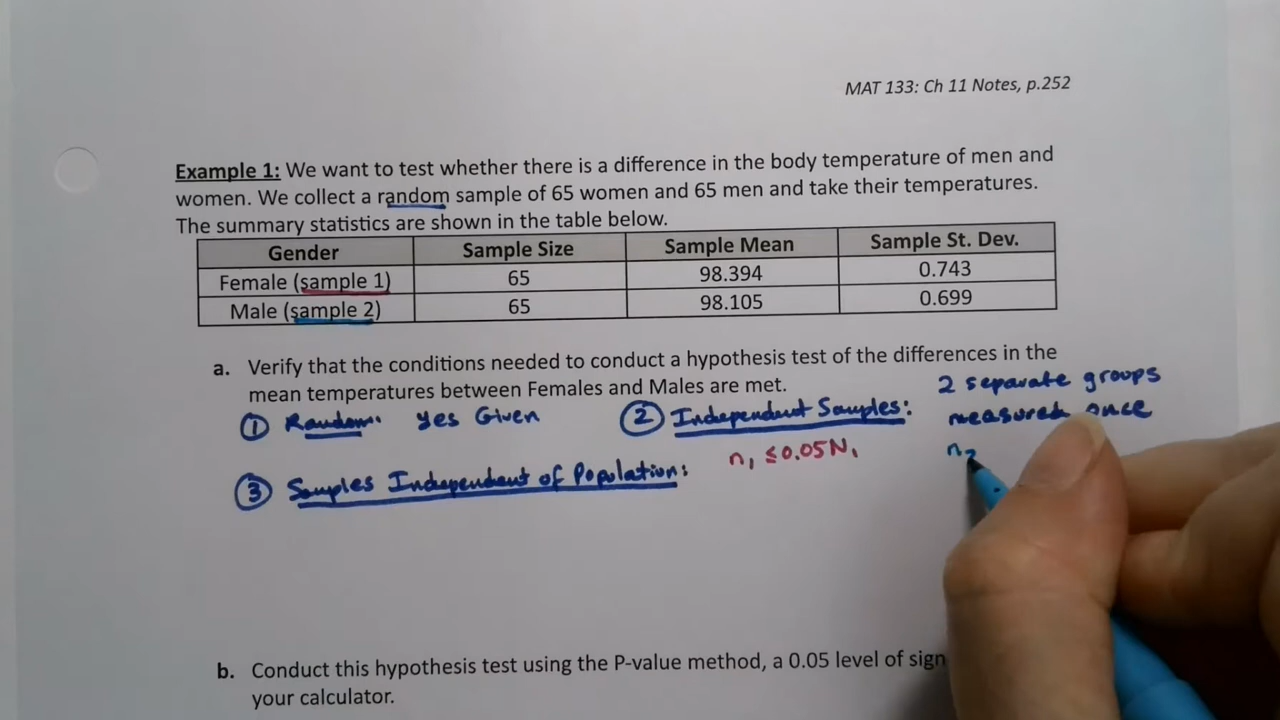 MAT 133: Ch 11 Notes, p.252
Example 1: We want to test whether there is a difference in the body temperature of men and
women. We collect a random sample of 65 women and 65 men and take their temperatures.
The summary statistics are shown in the table below.
Gender Sample Size Sample Mean Sample St. Dev.
Female (sample 1) 65 98.394 0.743
Male (sample 2) 65 98.105 0.699
a. Verify that the conditions needed to conduct a hypothesis test of the differences in the
mean temperatures between Females and Males are met.
① Random: Yes Given
② Independent Samples: 2 separate groups
measured once
③ Samples Independent of Population: n₁ ≤ 0.05N₁ n₂
b. Conduct this hypothesis test using the P-value method, a 0.05 level of sign
your calculator.